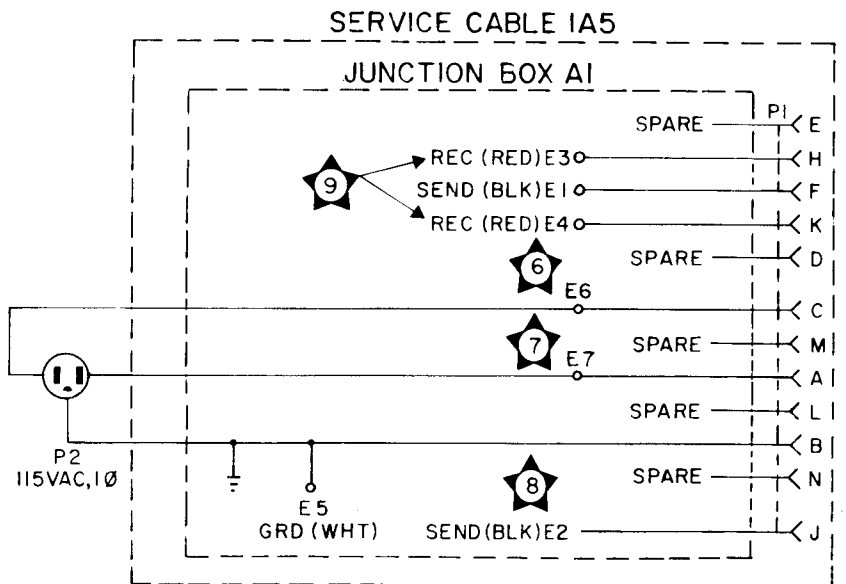 SERVICE CABLE 1A5
JUNCTION BOX A1
P1
SPARE E
REC (RED) E3 H
9
SEND (BLK) E1 F
REC (RED) E4 K
6
SPARE D
E6
C
7
SPARE M
E7
A
SPARE L
B
P2
115VAC, 1Ø
SPARE N
8
E5
GRD (WHT)
SEND (BLK) E2 J